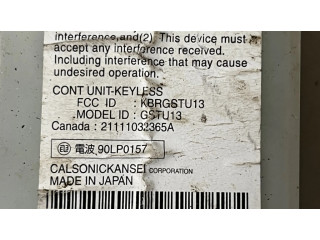 interference,and(2). This device must
accept any interference received.
Including interference that may cause
undesired operation.
CONT UNIT-KEYLESS
FCC ID : KBRGSTU13
MODEL ID : GSTU13
Canada : 21111032365A
電波 90LP0157
CALSONICKANSEI CORPORATION
MADE IN JAPAN